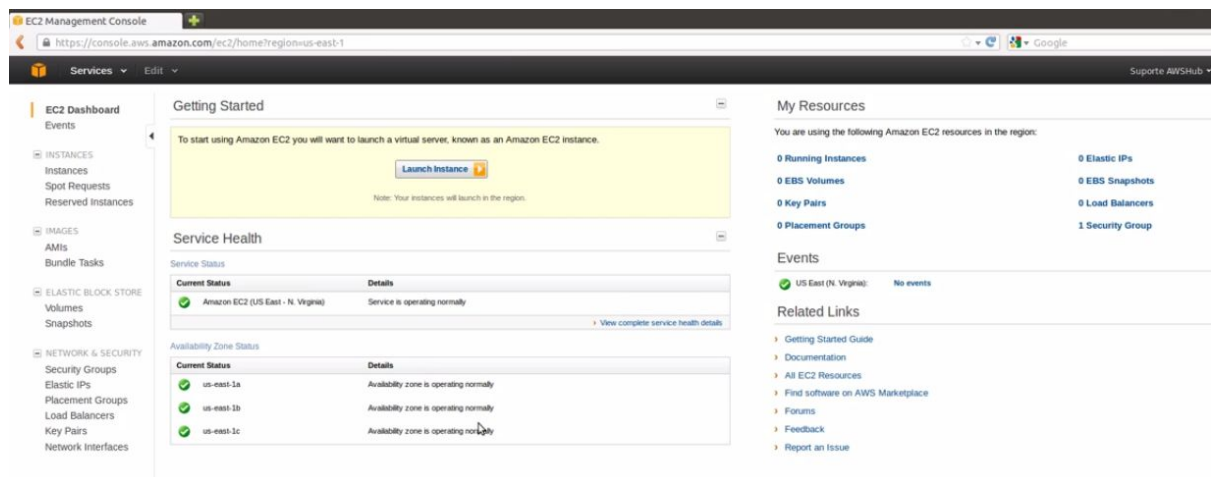 EC2 Management Console
https://console.aws.amazon.com/ec2/home?region=us-east-1
Google
Services
Edit
Suporte AWSHub
EC2 Dashboard
Events
INSTANCES
Instances
Spot Requests
Reserved Instances
IMAGES
AMIs
Bundle Tasks
ELASTIC BLOCK STORE
Volumes
Snapshots
NETWORK & SECURITY
Security Groups
Elastic IPs
Placement Groups
Load Balancers
Key Pairs
Network Interfaces
Getting Started
To start using Amazon EC2 you will want to launch a virtual server, known as an Amazon EC2 instance.
Launch Instance
Note: Your instances will launch in the region.
Service Health
Service Status
Current Status Details
Amazon EC2 (US East - N. Virginia) Service is operating normally
View complete service health details
Availability Zone Status
Current Status Details
us-east-1a Availability zone is operating normally
us-east-1b Availability zone is operating normally
us-east-1c Availability zone is operating normally
My Resources
You are using the following Amazon EC2 resources in the region:
0 Running Instances 0 Elastic IPs
0 EBS Volumes 0 EBS Snapshots
0 Key Pairs 0 Load Balancers
0 Placement Groups 1 Security Group
Events
US East (N. Virginia): No events
Related Links
Getting Started Guide
Documentation
All EC2 Resources
Find software on AWS Marketplace
Forums
Feedback
Report an Issue